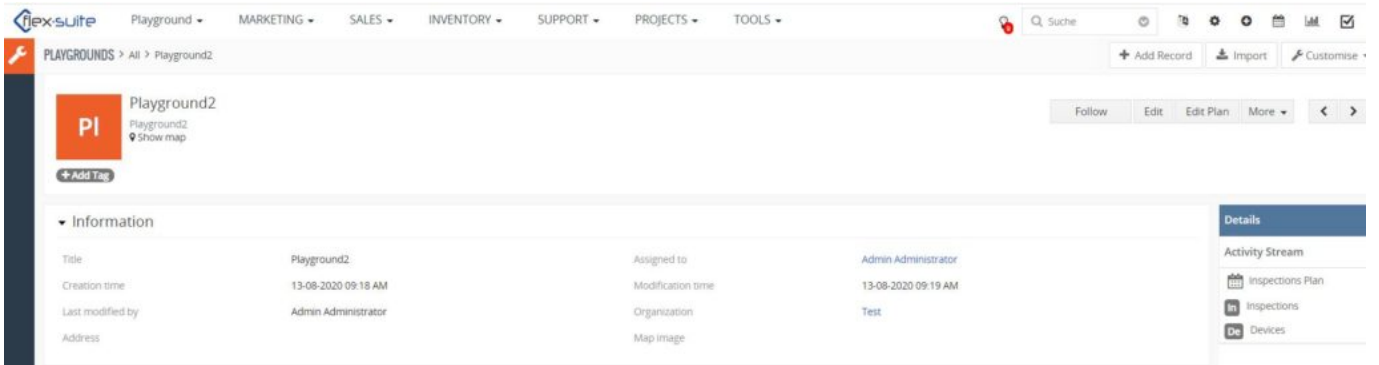 flex-suite Playground MARKETING SALES INVENTORY SUPPORT PROJECTS TOOLS Suche
PLAYGROUNDS > All > Playground2 + Add Record Import Customise
Pl
Playground2
Playground2
Show map
Follow Edit Edit Plan More
+ Add Tag
Information
Title Playground2 Assigned to Admin Administrator
Creation time 13-08-2020 09:18 AM Modification time 13-08-2020 09:19 AM
Last modified by Admin Administrator Organization Test
Address Map image
Details
Activity Stream
Inspections Plan
In Inspections
De Devices